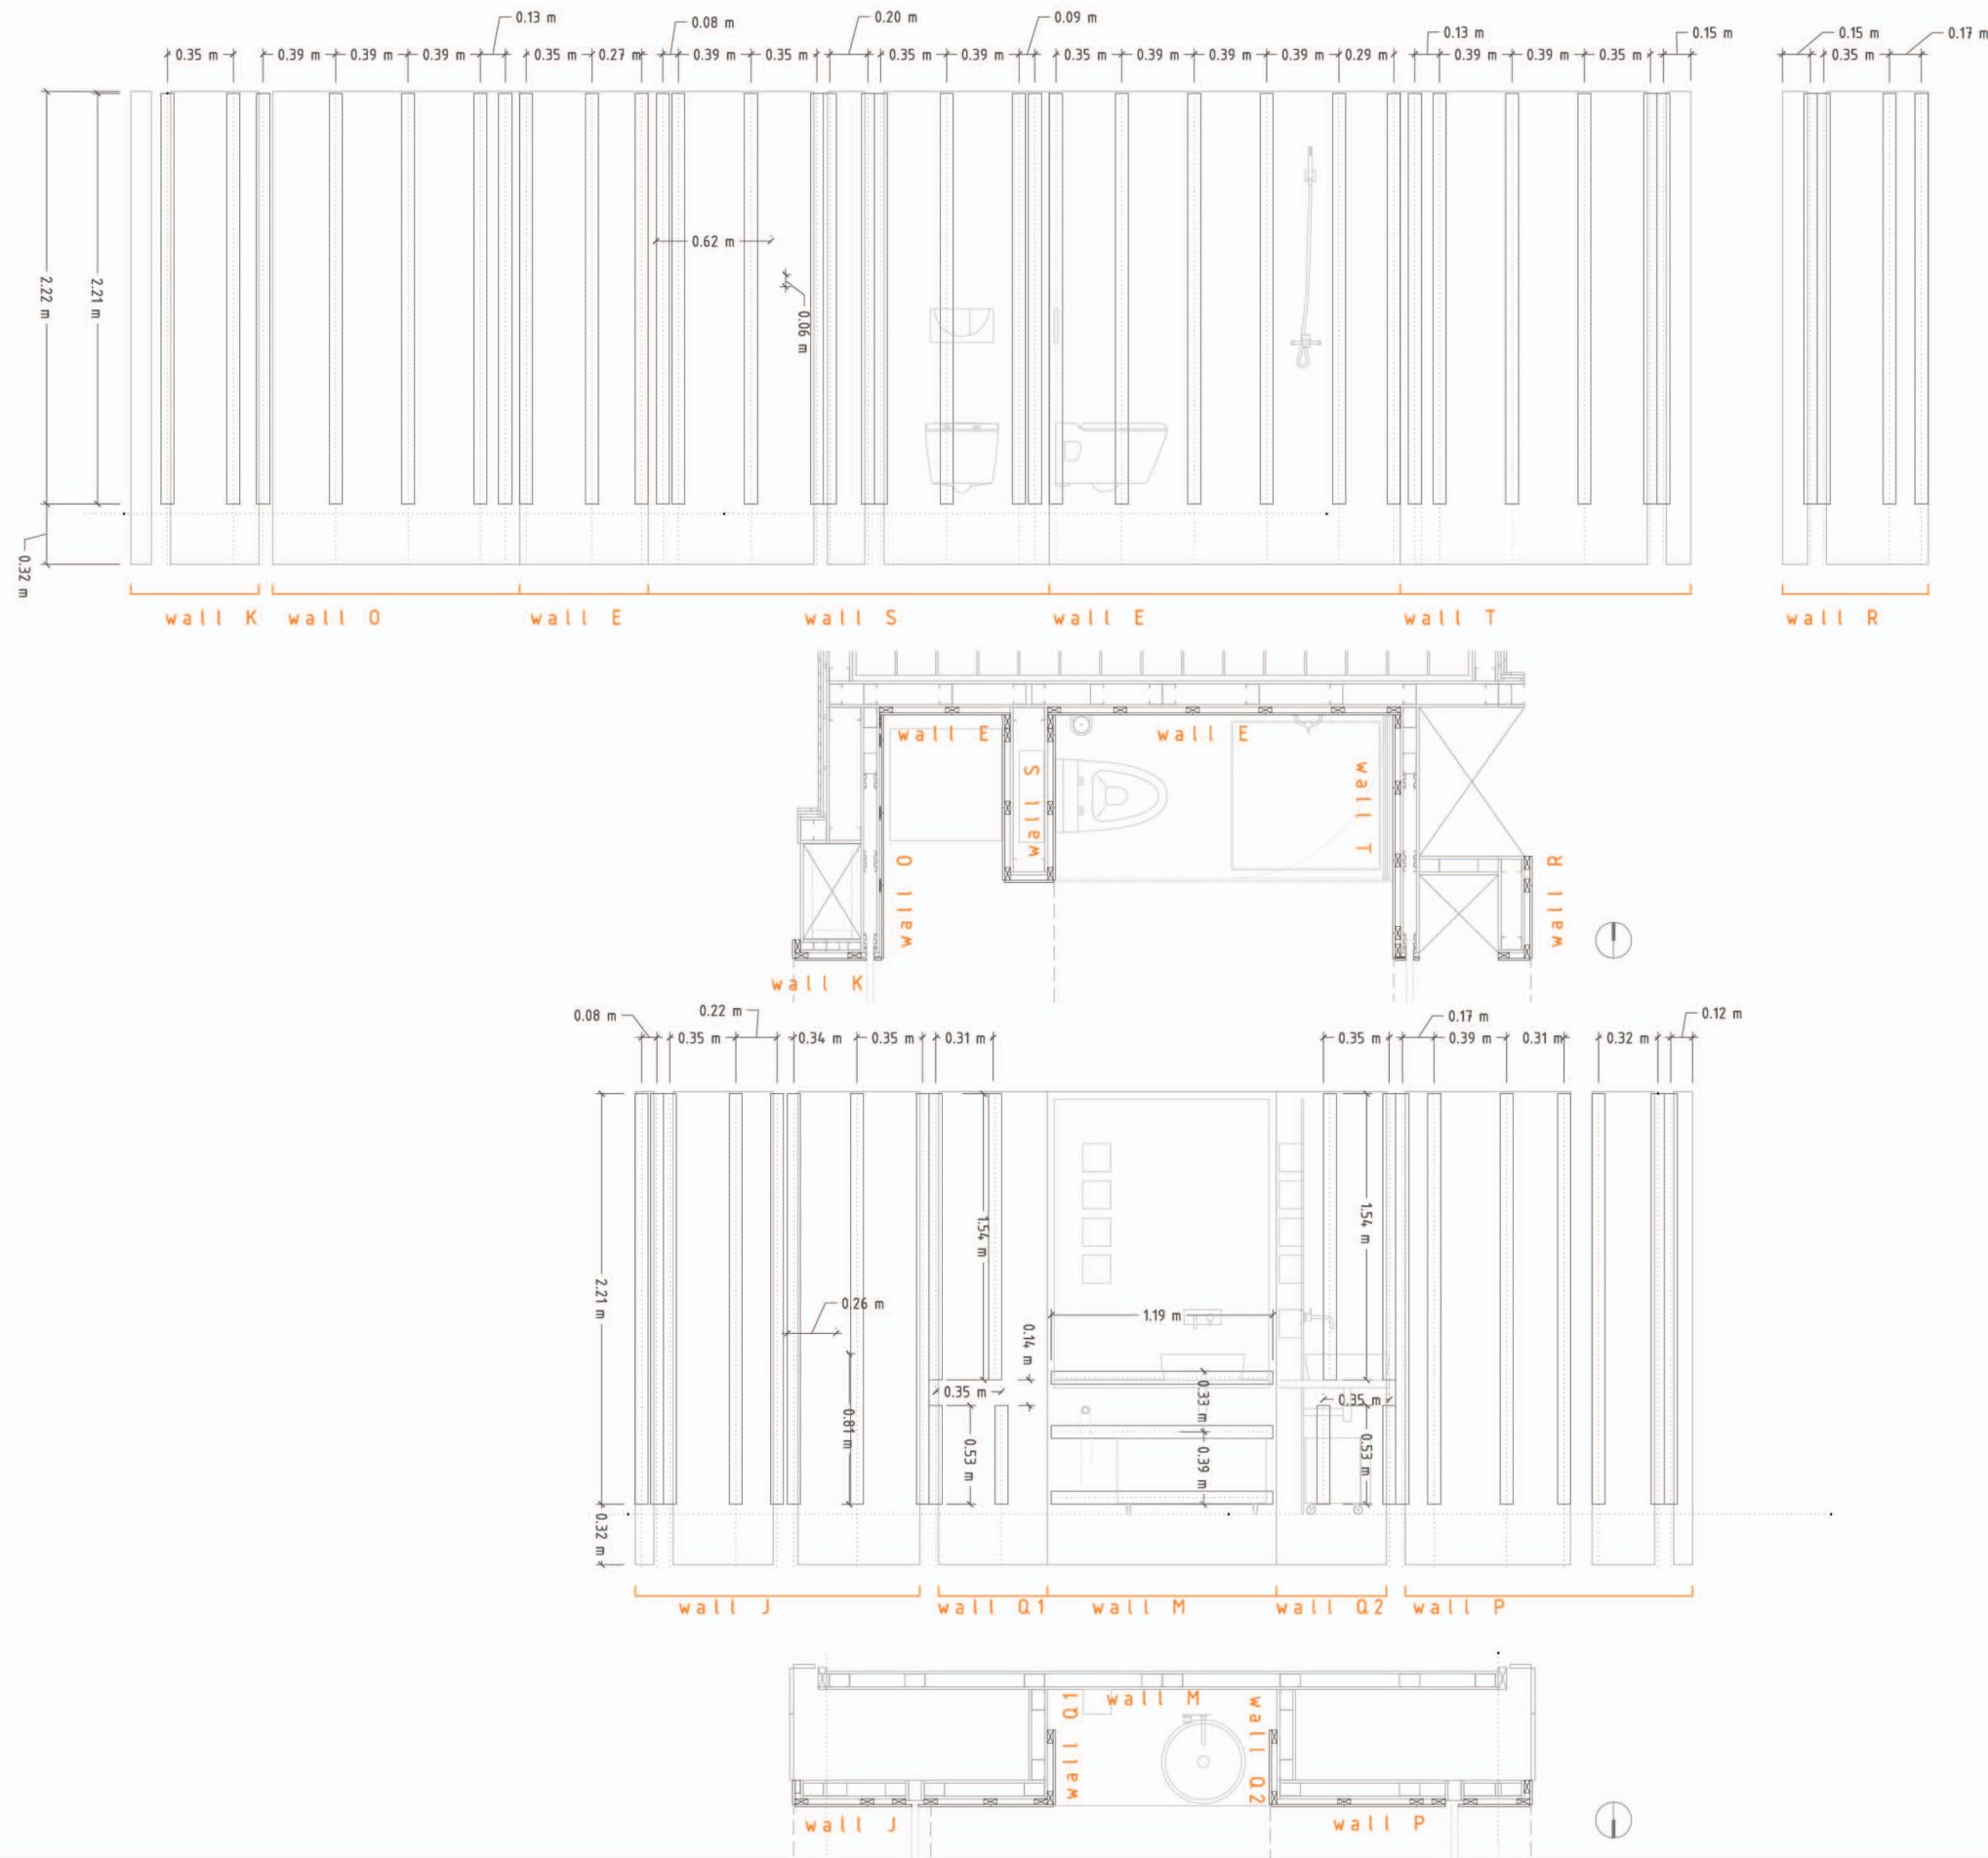 0.13 m
0.08 m
0.20 m
0.09 m
0.13 m
0.15 m
0.15 m
0.17 m
0.35 m
0.39 m
0.39 m
0.39 m
0.35 m
0.27 m
0.39 m
0.35 m
0.35 m
0.39 m
0.35 m
0.39 m
0.39 m
0.39 m
0.29 m
0.39 m
0.39 m
0.35 m
0.35 m
0.62 m
2.22 m
2.21 m
0.06 m
0.32 m
wall K
wall O
wall E
wall S
wall E
wall T
wall R
wall E
wall E
wall S
wall T
wall O
wall R
wall K
0.08 m
0.22 m
0.17 m
0.12 m
0.35 m
0.34 m
0.35 m
0.31 m
0.35 m
0.39 m
0.31 m
0.32 m
1.54 m
1.54 m
2.21 m
0.26 m
1.19 m
0.14 m
0.35 m
0.33 m
0.35 m
0.81 m
0.53 m
0.39 m
0.53 m
0.32 m
wall J
wall Q1
wall M
wall Q2
wall P
wall Q1
wall M
wall Q2
wall J
wall P